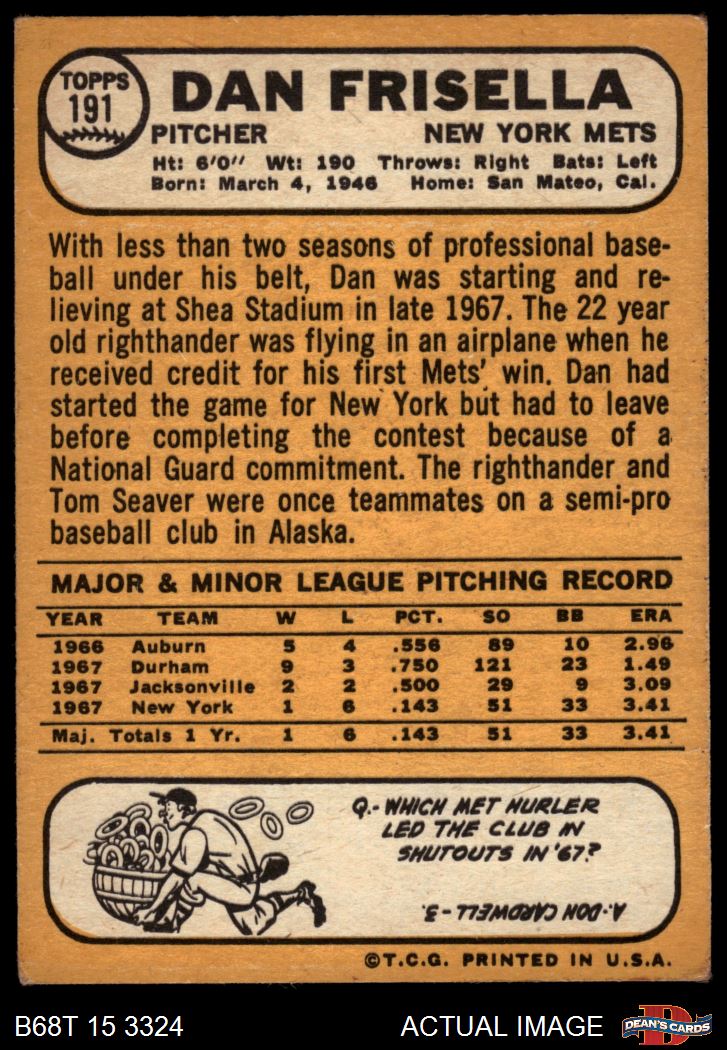 TOPPS
191
DAN FRISELLA
PITCHER NEW YORK METS
Ht: 6'0" Wt: 190 Throws: Right Bats: Left
Born: March 4, 1946 Home: San Mateo, Cal.
With less than two seasons of professional base-
ball under his belt, Dan was starting and re-
lieving at Shea Stadium in late 1967. The 22 year
old righthander was flying in an airplane when he
received credit for his first Mets' win. Dan had
started the game for New York but had to leave
before completing the contest because of a
National Guard commitment. The righthander and
Tom Seaver were once teammates on a semi-pro
baseball club in Alaska.
MAJOR & MINOR LEAGUE PITCHING RECORD
YEAR TEAM W L PCT. SO BB ERA
1966 Auburn 5 4 .556 89 10 2.96
1967 Durham 9 3 .750 121 23 1.49
1967 Jacksonville 2 2 .500 29 9 3.09
1967 New York 1 6 .143 51 33 3.41
Maj. Totals 1 Yr. 1 6 .143 51 33 3.41
Q.- WHICH MET HURLER
LED THE CLUB IN
SHUTOUTS IN '67?
A.- DON CARDWELL - 3.
©T.C.G. PRINTED IN U.S.A.
B68T 15 3324 ACTUAL IMAGE
D
DEAN'S CARDS